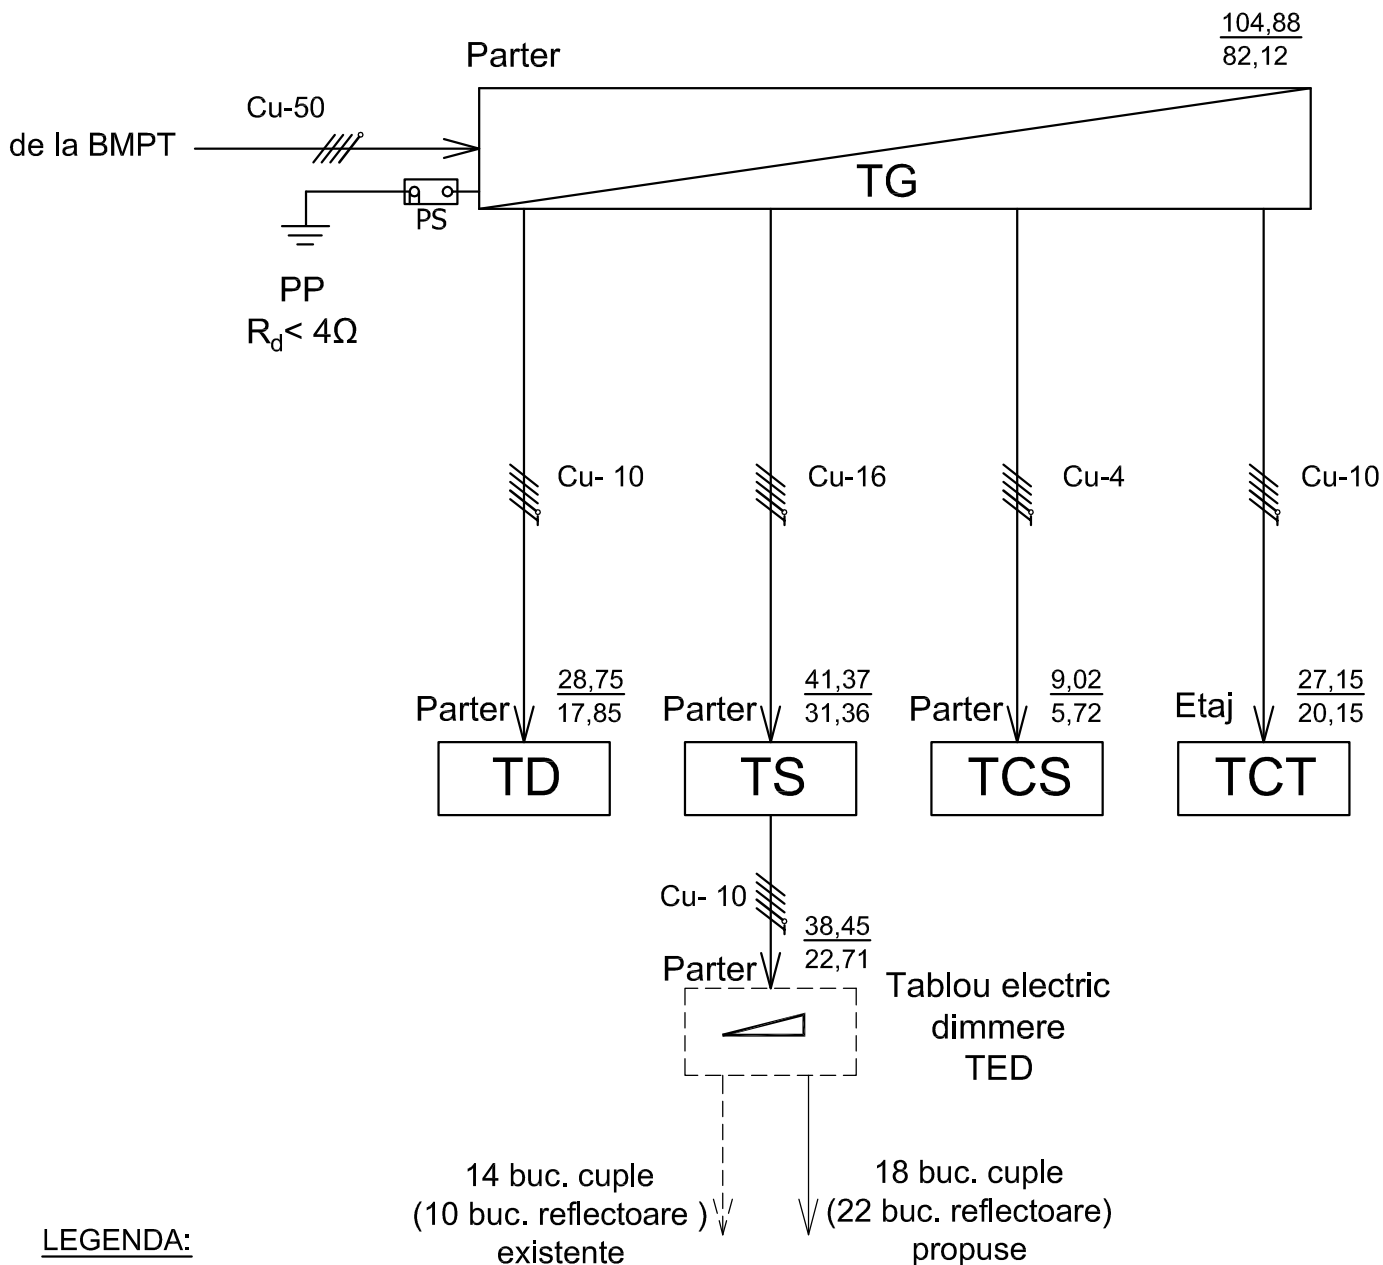 104,88
82,12
Parter
Cu-50
de la BMPT
TG
PS
PP
Rd< 4Ω
Cu- 10
Cu-16
Cu-4
Cu-10
Parter
28,75
17,85
Parter
41,37
31,36
Parter
9,02
5,72
Etaj
27,15
20,15
TD
TS
TCS
TCT
Cu- 10
38,45
22,71
Parter
Tablou electric
dimmere
TED
14 buc. cuple
(10 buc. reflectoare )
existente
18 buc. cuple
(22 buc. reflectoare)
propuse
LEGENDA: